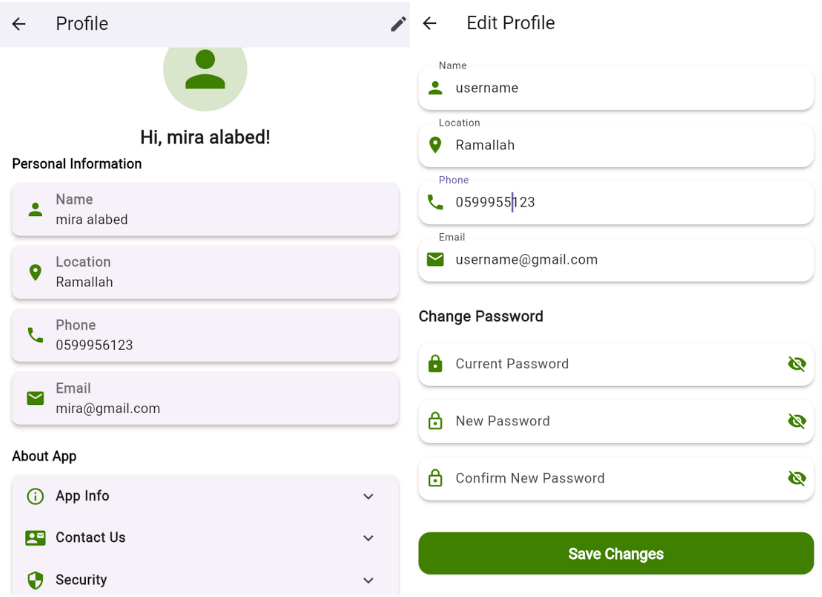 Profile
Hi, mira alabed!
Personal Information
Name
mira alabed
Location
Ramallah
Phone
0599956123
Email
mira@gmail.com
About App
App Info
Contact Us
Security
Edit Profile
Name
username
Location
Ramallah
Phone
0599955123
Email
username@gmail.com
Change Password
Current Password
New Password
Confirm New Password
Save Changes